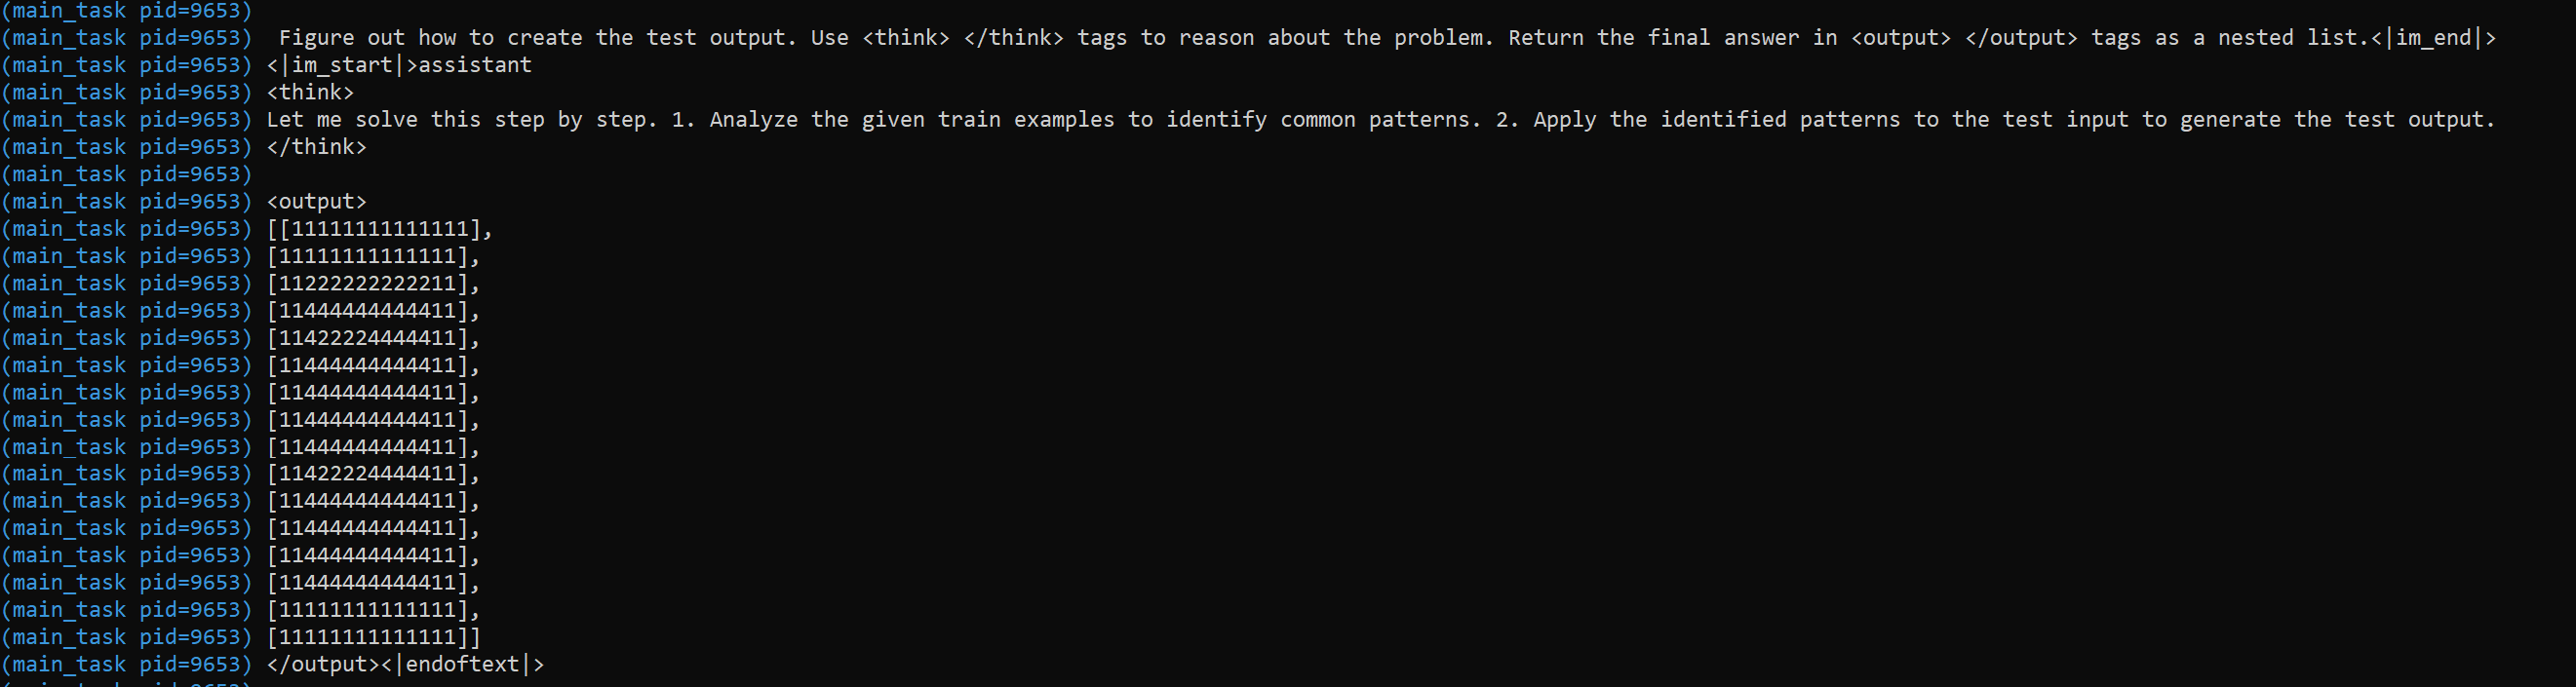 (main_task pid=9653)
(main_task pid=9653)  Figure out how to create the test output. Use <think> </think> tags to reason about the problem. Return the final answer in <output> </output> tags as a nested list.<|im_end|>
(main_task pid=9653) <|im_start|>assistant
(main_task pid=9653) <think>
(main_task pid=9653) Let me solve this step by step. 1. Analyze the given train examples to identify common patterns. 2. Apply the identified patterns to the test input to generate the test output.
(main_task pid=9653) </think>
(main_task pid=9653)
(main_task pid=9653) <output>
(main_task pid=9653) [[11111111111111],
(main_task pid=9653) [11111111111111],
(main_task pid=9653) [11222222222211],
(main_task pid=9653) [11444444444411],
(main_task pid=9653) [11422224444411],
(main_task pid=9653) [11444444444411],
(main_task pid=9653) [11444444444411],
(main_task pid=9653) [11444444444411],
(main_task pid=9653) [11444444444411],
(main_task pid=9653) [11422224444411],
(main_task pid=9653) [11444444444411],
(main_task pid=9653) [11444444444411],
(main_task pid=9653) [11444444444411],
(main_task pid=9653) [11444444444411],
(main_task pid=9653) [11111111111111],
(main_task pid=9653) [11111111111111]]
(main_task pid=9653) </output><|endoftext|>